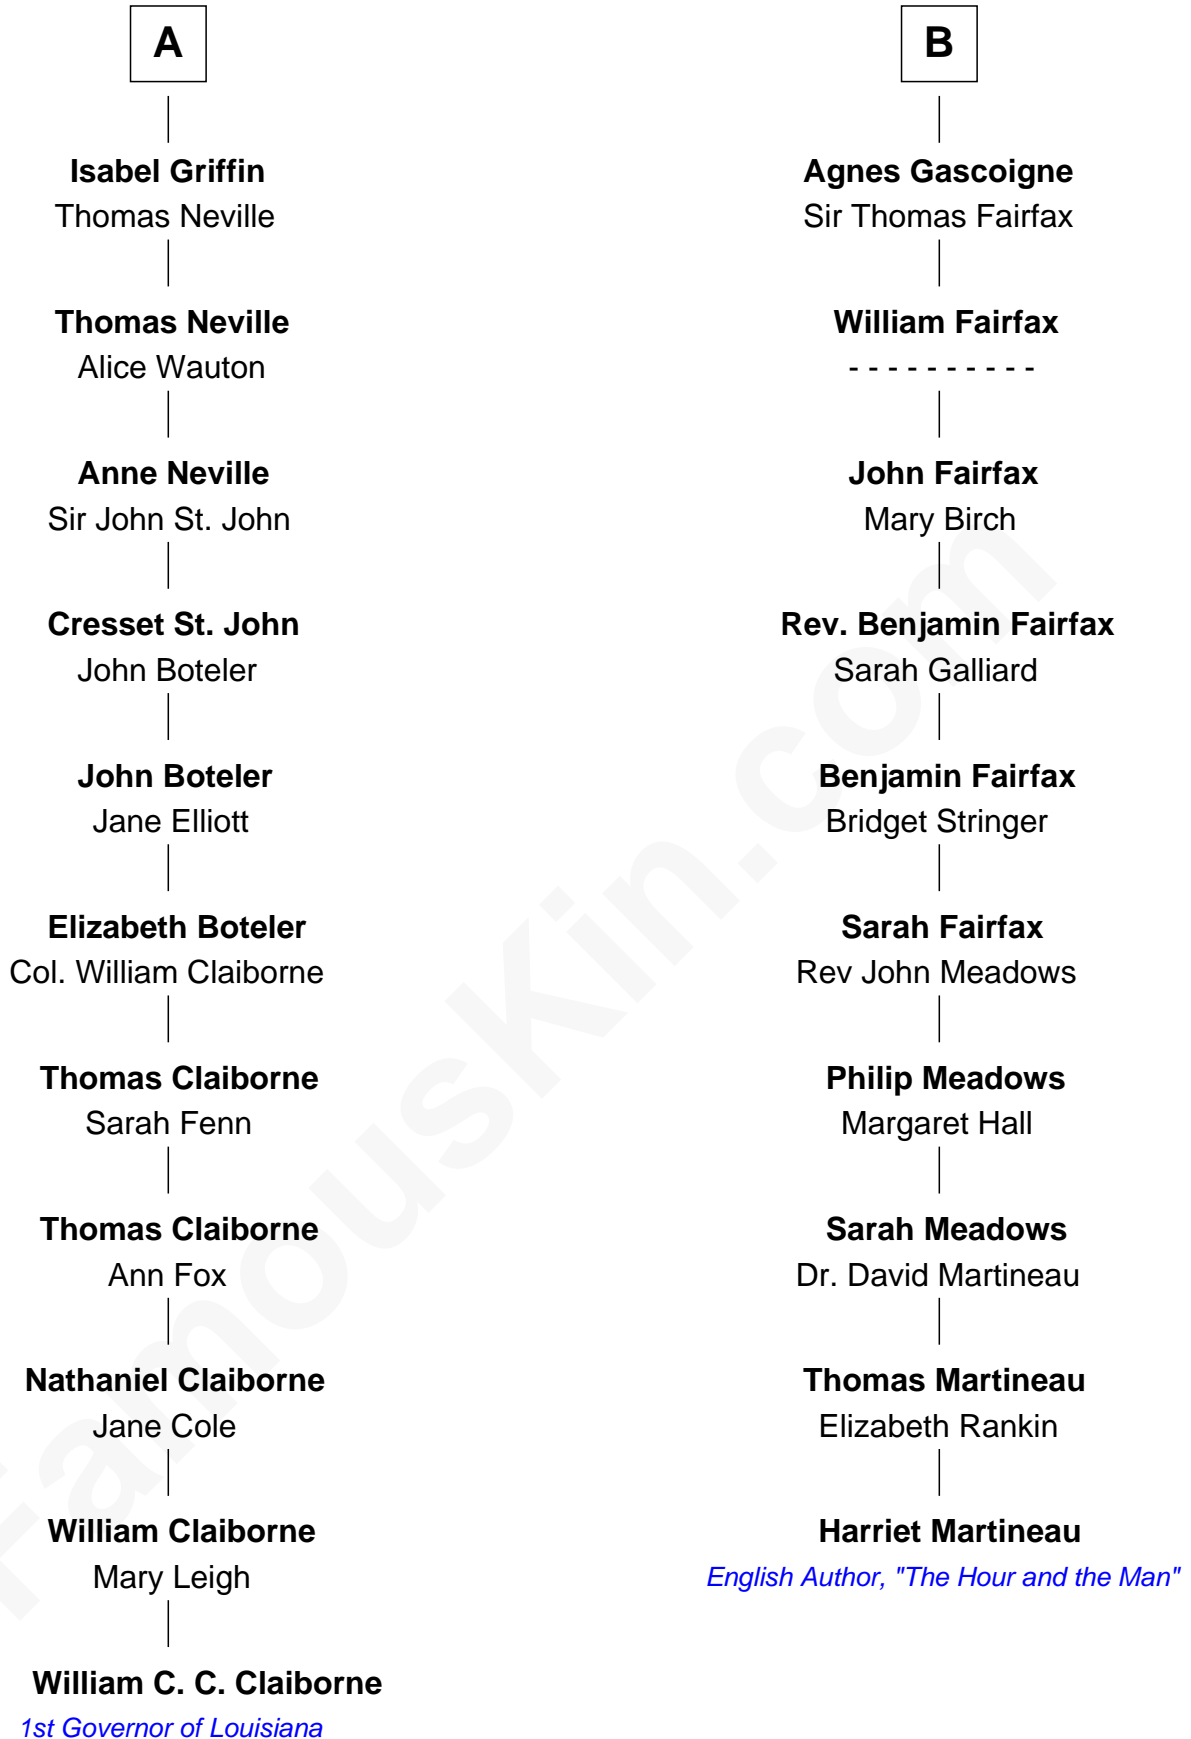 A
Isabel Griffin
Thomas Neville
Thomas Neville
Alice Wauton
Anne Neville
Sir John St. John
Cresset St. John
John Boteler
John Boteler
Jane Elliott
Elizabeth Boteler
Col. William Claiborne
Thomas Claiborne
Sarah Fenn
Thomas Claiborne
Ann Fox
Nathaniel Claiborne
Jane Cole
William Claiborne
Mary Leigh
William C. C. Claiborne
1st Governor of Louisiana
B
Agnes Gascoigne
Sir Thomas Fairfax
William Fairfax
- - - - - - - - - -
John Fairfax
Mary Birch
Rev. Benjamin Fairfax
Sarah Galliard
Benjamin Fairfax
Bridget Stringer
Sarah Fairfax
Rev John Meadows
Philip Meadows
Margaret Hall
Sarah Meadows
Dr. David Martineau
Thomas Martineau
Elizabeth Rankin
Harriet Martineau
English Author, "The Hour and the Man"
FamousKin.com